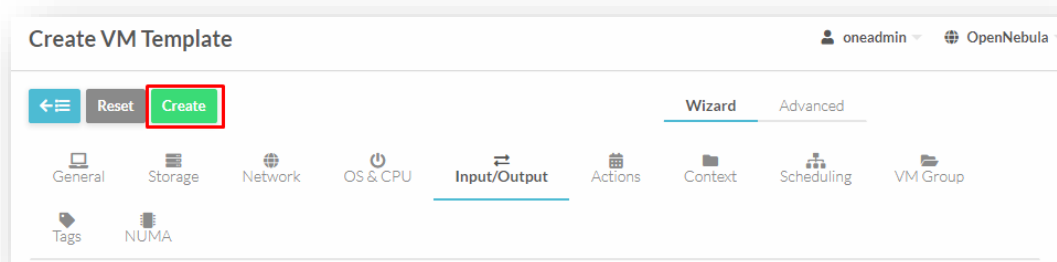 Create VM Template oneadmin OpenNebula
Reset Create Wizard Advanced
General Storage Network OS & CPU Input/Output Actions Context Scheduling VM Group
Tags NUMA